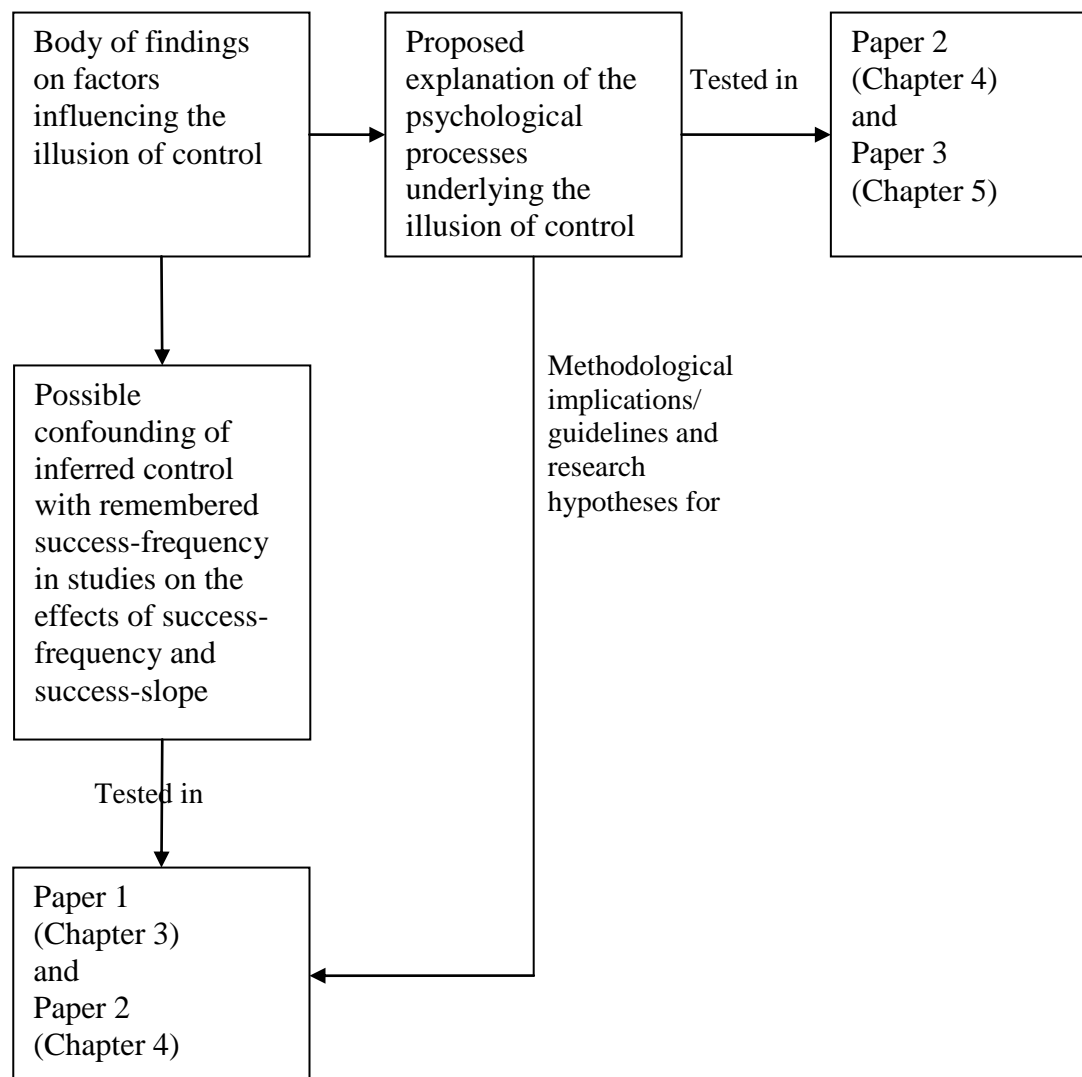 Body of findings
on factors
influencing the
illusion of control
Proposed
explanation of the
psychological
processes
underlying the
illusion of control
Tested in
Paper 2
(Chapter 4)
and
Paper 3
(Chapter 5)
Possible
confounding of
inferred control
with remembered
success-frequency
in studies on the
effects of success-
frequency and
success-slope
Methodological
implications/
guidelines and
research
hypotheses for
Tested in
Paper 1
(Chapter 3)
and
Paper 2
(Chapter 4)